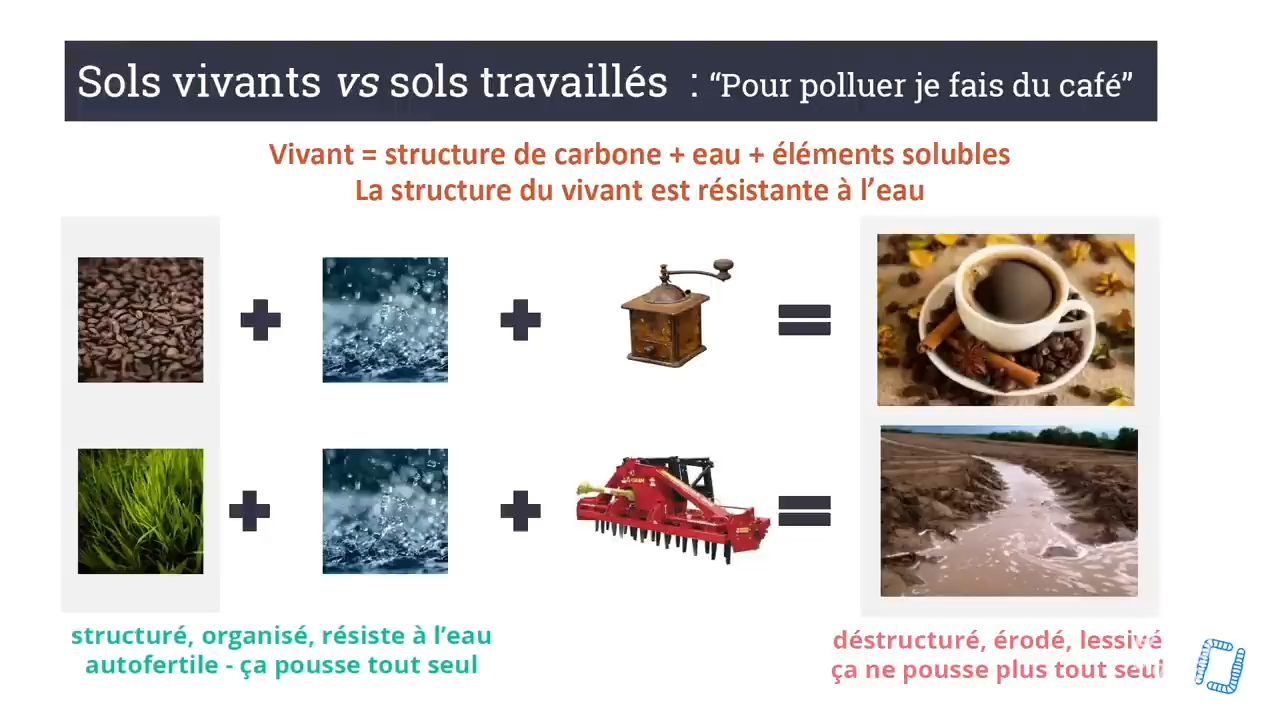 Sols vivants vs sols travaillés : “Pour polluer je fais du café”
Vivant = structure de carbone + eau + éléments solubles
La structure du vivant est résistante à l’eau
structuré, organisé, résiste à l’eau
autofertile - ça pousse tout seul
déstructuré, érodé, lessivé
ça ne pousse plus tout seul